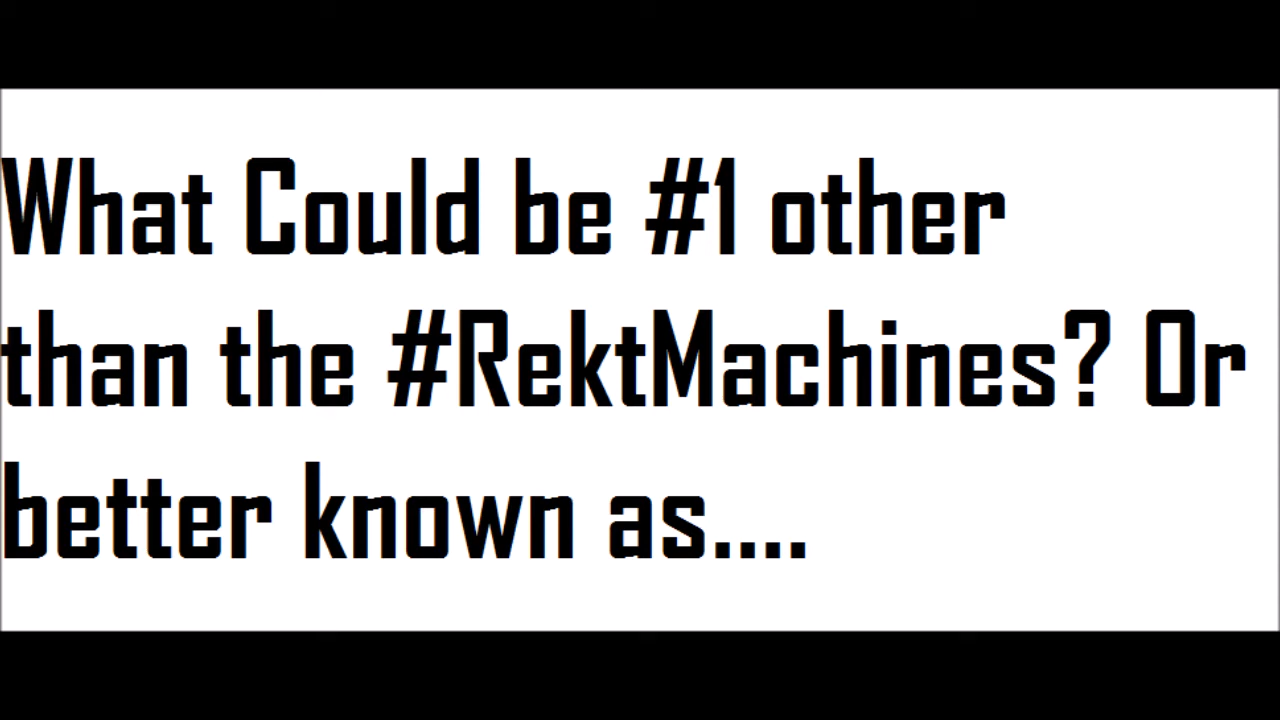 What Could be #1 other
than the #RektMachines? Or
better known as....